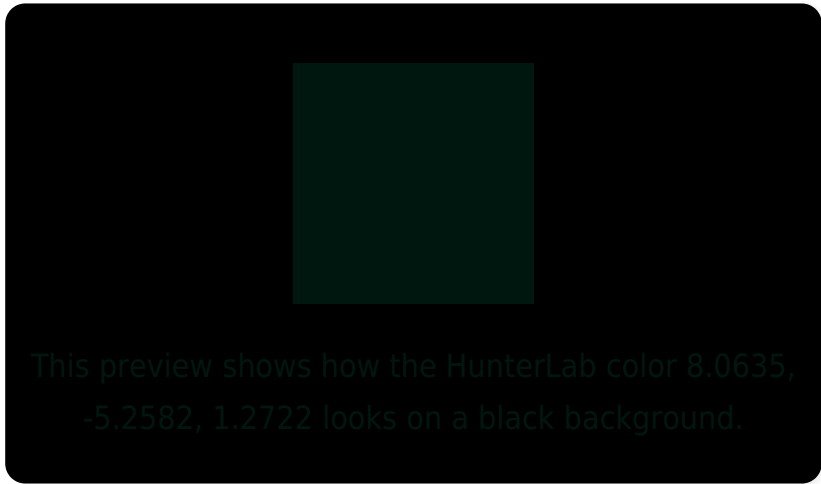 This preview shows how the HunterLab color 8.0635,
-5.2582, 1.2722 looks on a black background.